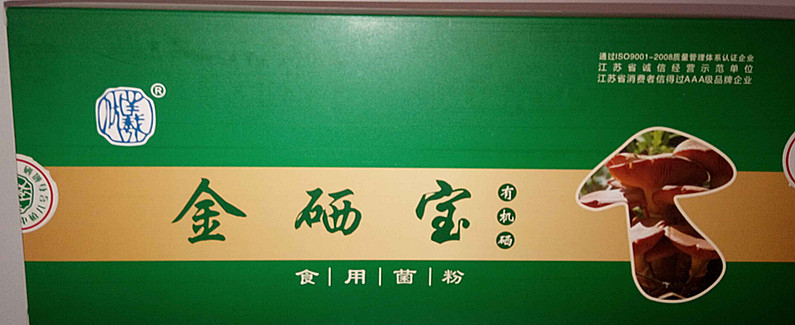 ®
通过ISO9001-2008质量管理体系认证企业
江苏省诚信经营示范单位
江苏省消费者信得过AAA级品牌企业
金硒宝
有机硒
食用菌粉